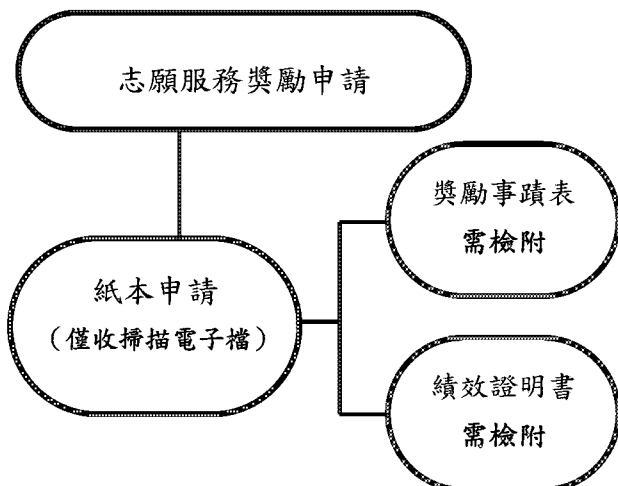 志願服務獎勵申請
獎勵事蹟表
需檢附
紙本申請
（僅收掃描電子檔）
績效證明書
需檢附